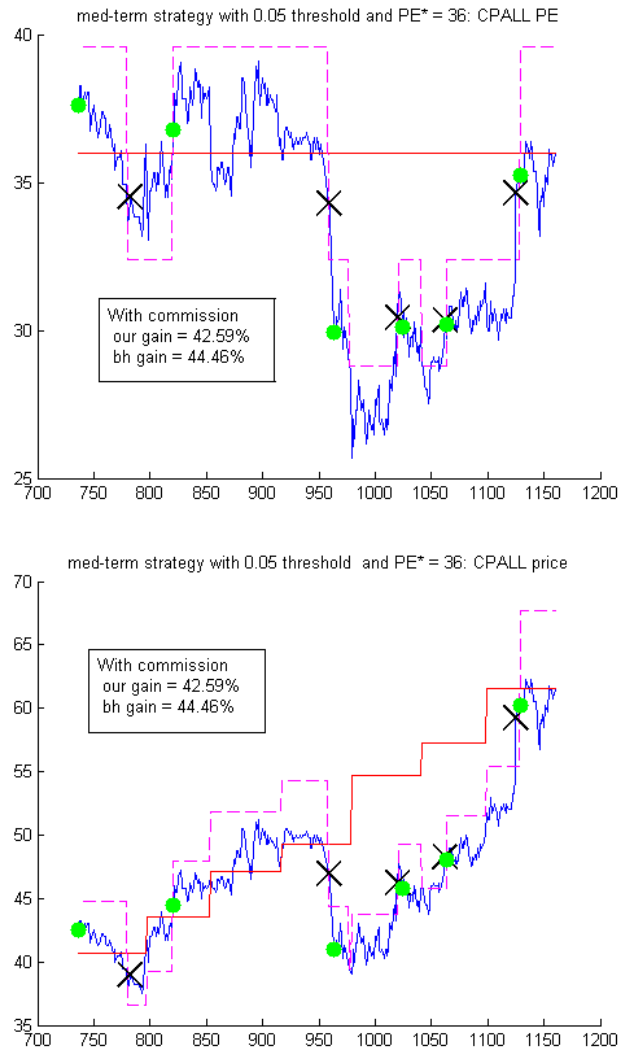 med-term strategy with 0.05 threshold and PE* = 36: CPALL PE
40
35
30
25
With commission
our gain = 42.59%
bh gain = 44.46%
700 750 800 850 900 950 1000 1050 1100 1150 1200
med-term strategy with 0.05 threshold and PE* = 36: CPALL price
70
65
60
55
50
45
40
35
With commission
our gain = 42.59%
bh gain = 44.46%
700 750 800 850 900 950 1000 1050 1100 1150 1200